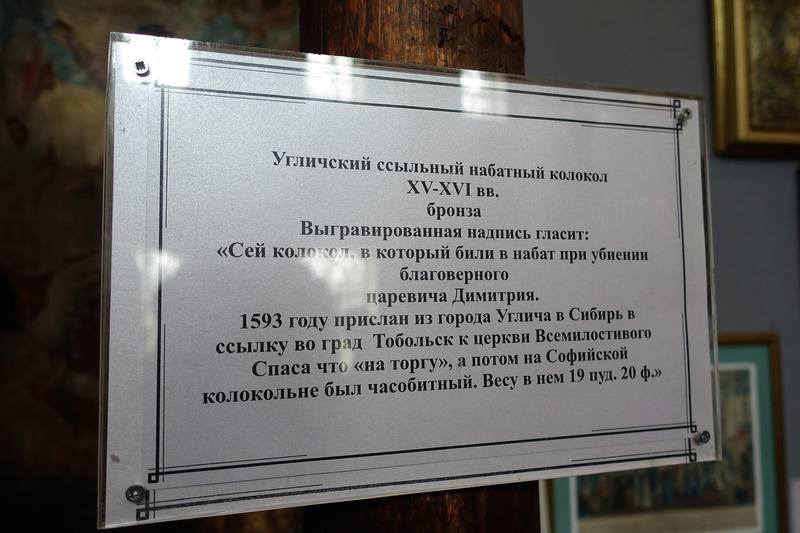 Угличский ссыльный набатный колокол
XV-XVI вв.
бронза
Выгравированная надпись гласит:
«Сей колокол, в который били в набат при убиении
благоверного
царевича Димитрия.
1593 году прислан из города Углича в Сибирь в
ссылку во град Тобольск к церкви Всемилостивого
Спаса что «на торгу», а потом на Софийской
колокольне был часобитный. Весу в нем 19 пуд. 20 ф.»